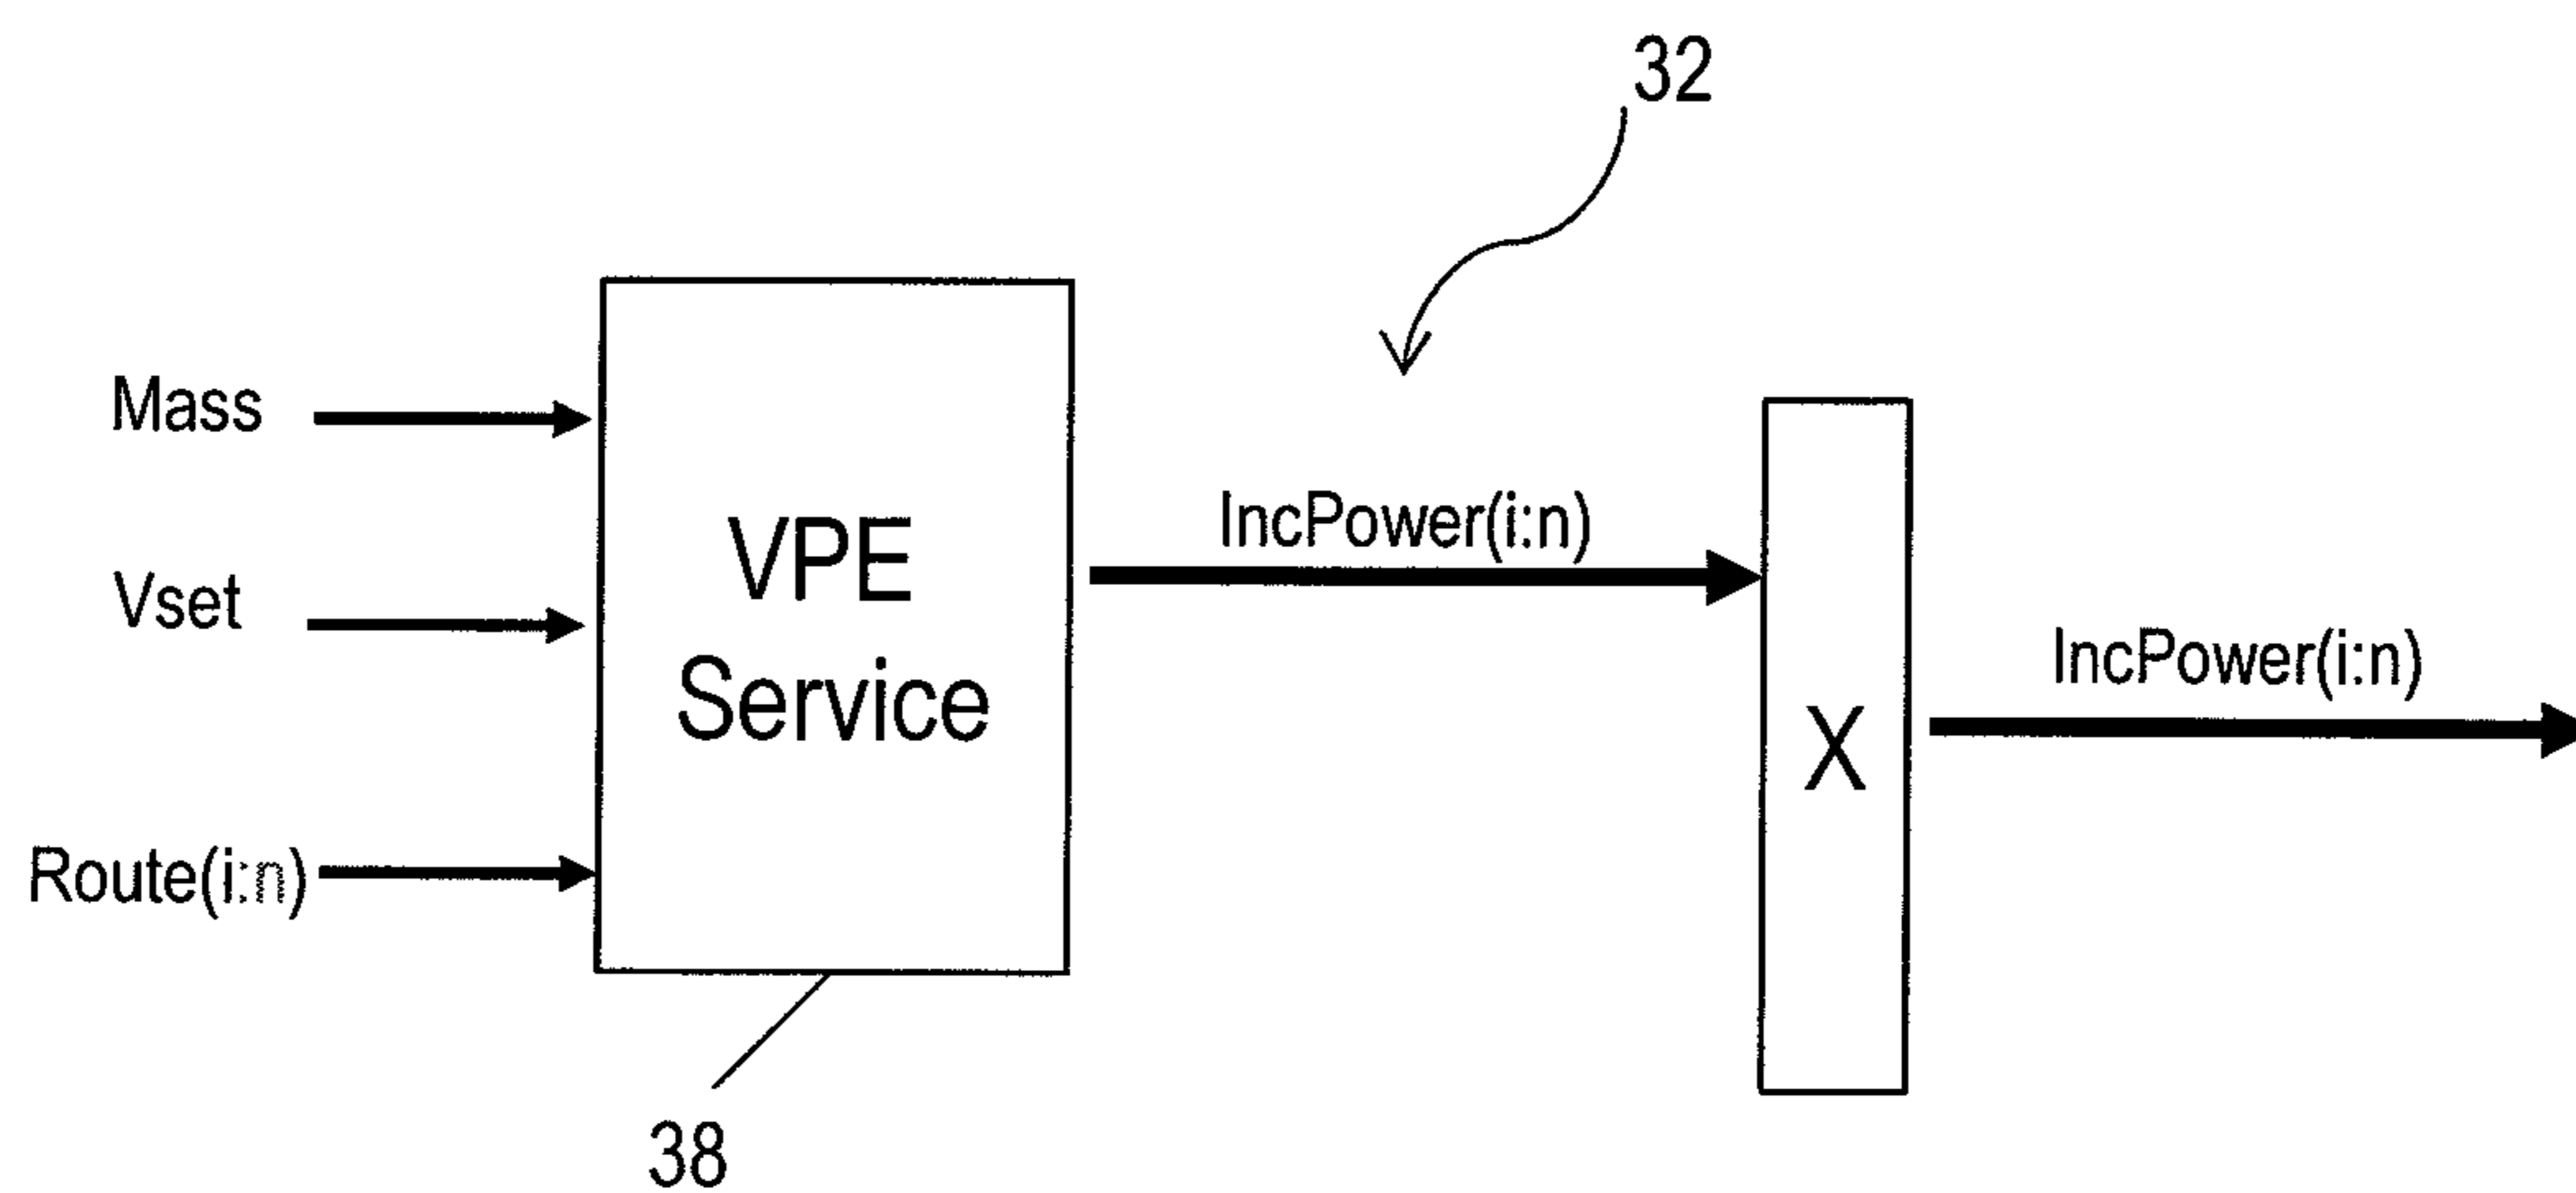 32
Mass
Vset
Route(i:n)
VPE
Service
IncPower(i:n)
X
IncPower(i:n)
38